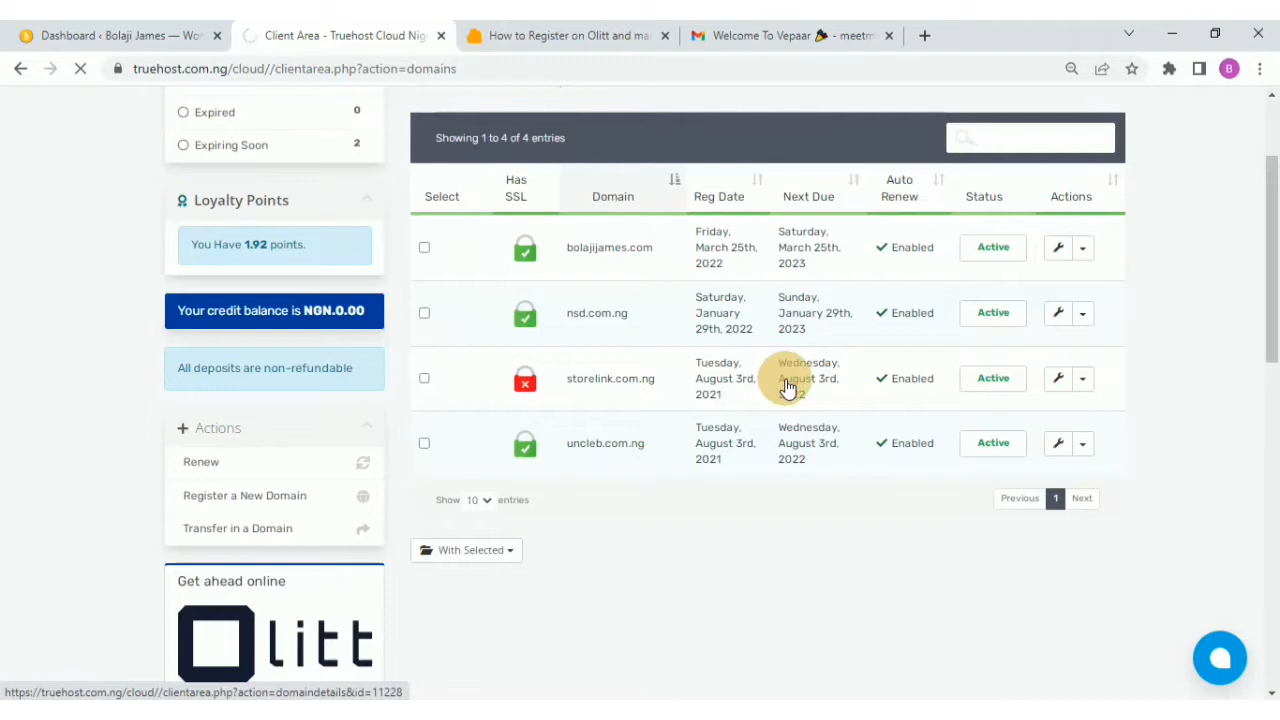 Dashboard ‹ Bolaji James — Wor
Client Area - Truehost Cloud Nig
How to Register on Olitt and ma
Welcome To Vepaar 🎉 - meetm
truehost.com.ng/cloud//clientarea.php?action=domains
B
Expired 0
Expiring Soon 2
Loyalty Points
You Have 1.92 points.
Your credit balance is NGN.0.00
All deposits are non-refundable
Actions
Renew
Register a New Domain
Transfer in a Domain
Get ahead online
Olitt
Showing 1 to 4 of 4 entries
Select Has SSL Domain Reg Date Next Due Auto Renew Status Actions
bolajijames.com Friday, March 25th, 2022 Saturday, March 25th, 2023 Enabled Active
nsd.com.ng Saturday, January 29th, 2022 Sunday, January 29th, 2023 Enabled Active
storelink.com.ng Tuesday, August 3rd, 2021 Wednesday, August 3rd, 2022 Enabled Active
uncleb.com.ng Tuesday, August 3rd, 2021 Wednesday, August 3rd, 2022 Enabled Active
Show 10 entries
Previous 1 Next
With Selected
https://truehost.com.ng/cloud//clientarea.php?action=domaindetails&id=11228